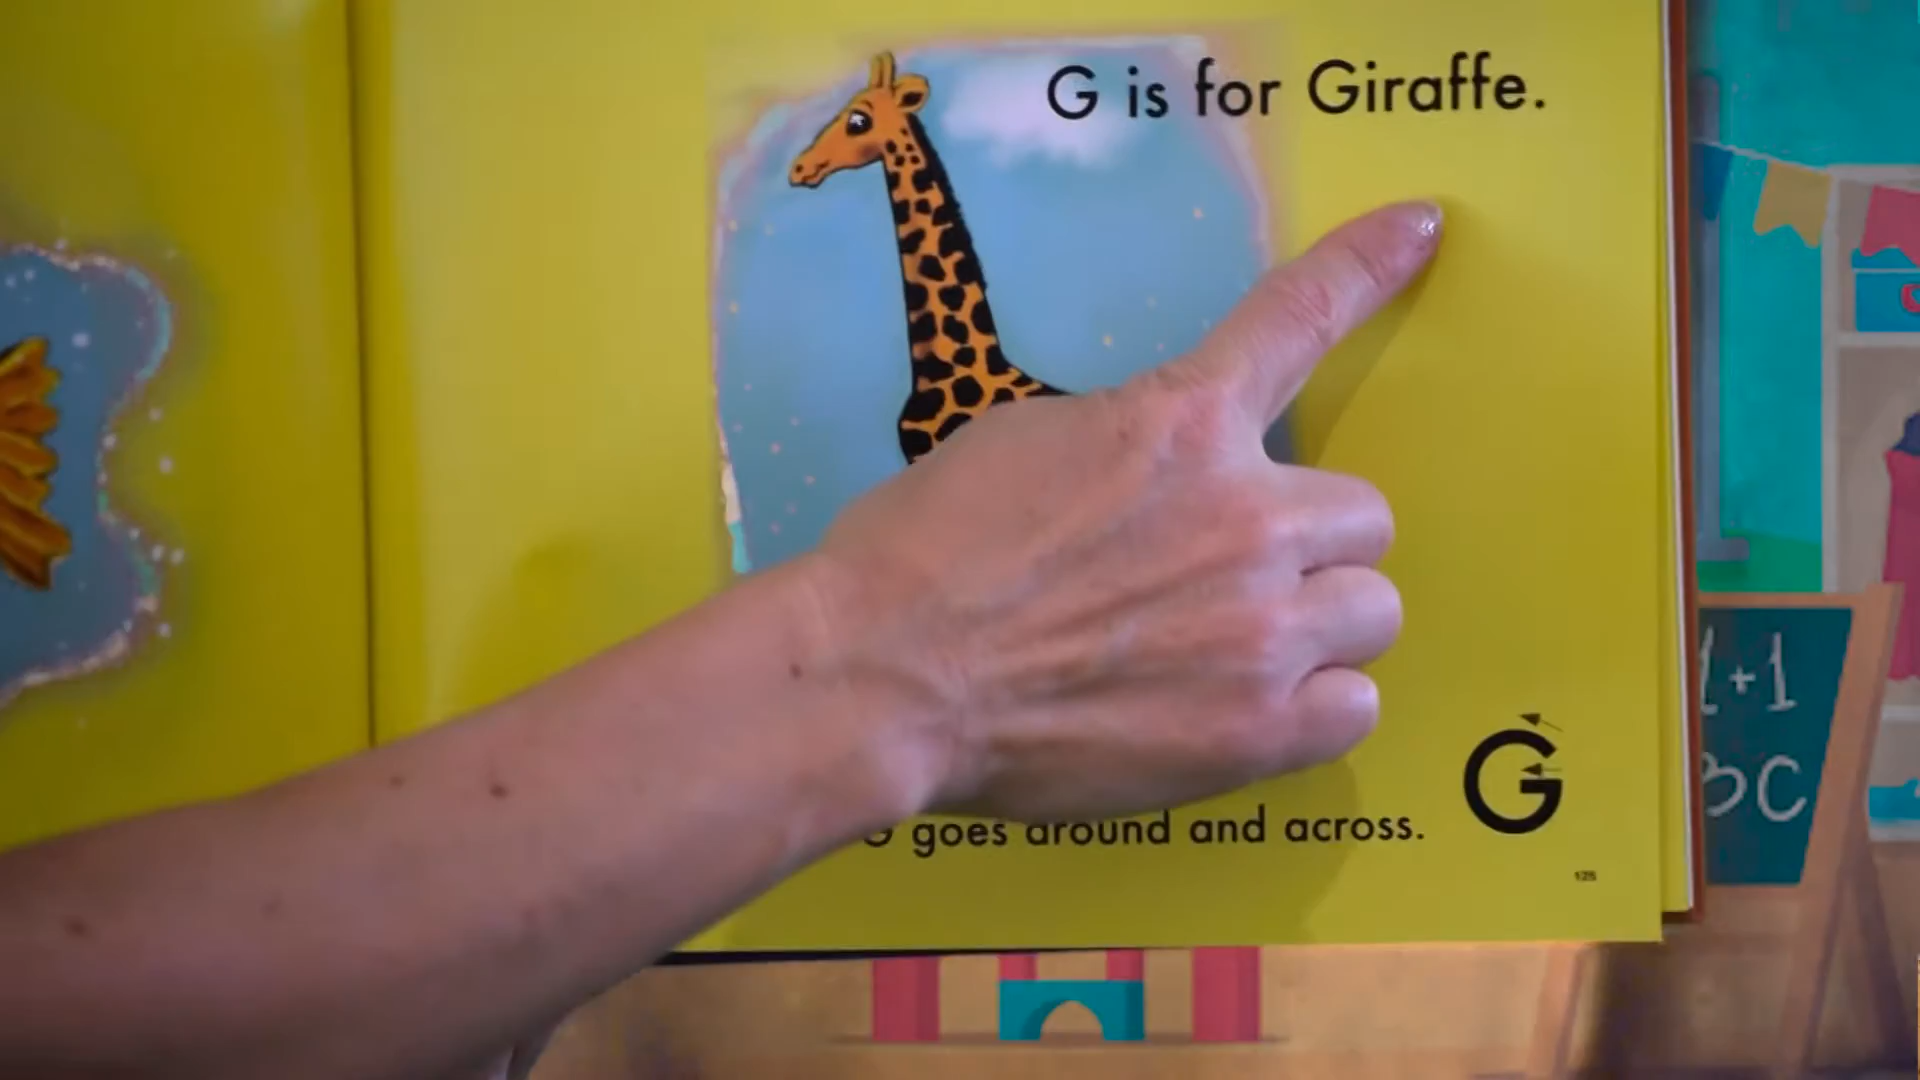 G is for Giraffe.
G goes around and across.
G
125
1+1
BC